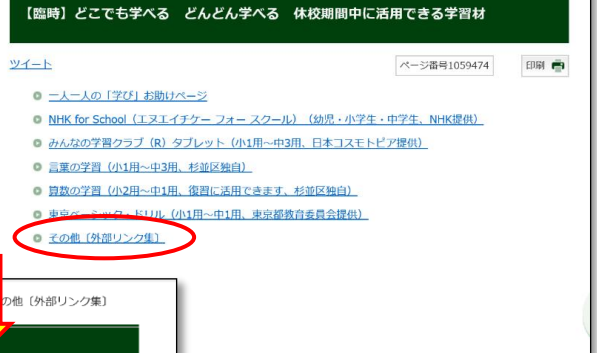 【臨時】どこでも学べる どんどん学べる 休校期間中に活用できる学習材
ツイート
ページ番号1059474
印刷
一人一人の「学び」お助けページ
NHK for School（エヌエイチケー フォー スクール）（幼児・小学生・中学生、NHK提供）
みんなの学習クラブ（R）タブレット（小1用～中3用、日本コスモトピア提供）
言葉の学習（小1用～中3用、杉並区独自）
算数の学習（小2用～中1用、復習に活用できます、杉並区独自）
東京ベーシック・ドリル（小1用～中1用、東京都教育委員会提供）
その他〔外部リンク集〕
の他〔外部リンク集〕